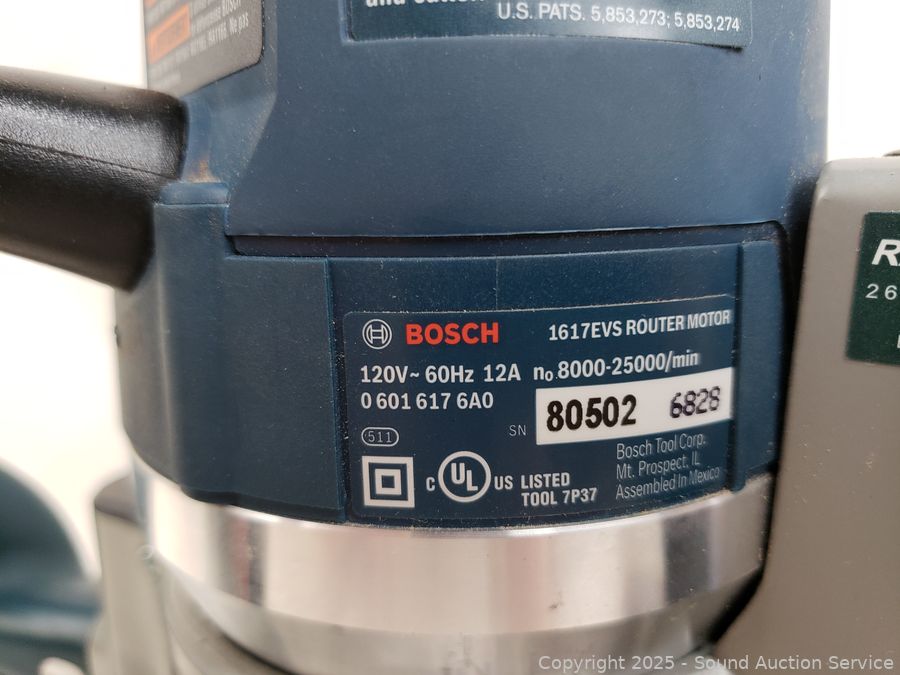 U.S. PATS. 5,853,273; 5,853,274
BOSCH
1617EVS ROUTER MOTOR
120V~ 60Hz 12A n₀ 8000-25000/min
0 601 617 6A0
SN 80502 6828
511
C UL US LISTED
TOOL 7P37
Bosch Tool Corp.
Mt. Prospect. IL
Assembled In Mexico
Copyright 2025 - Sound Auction Service